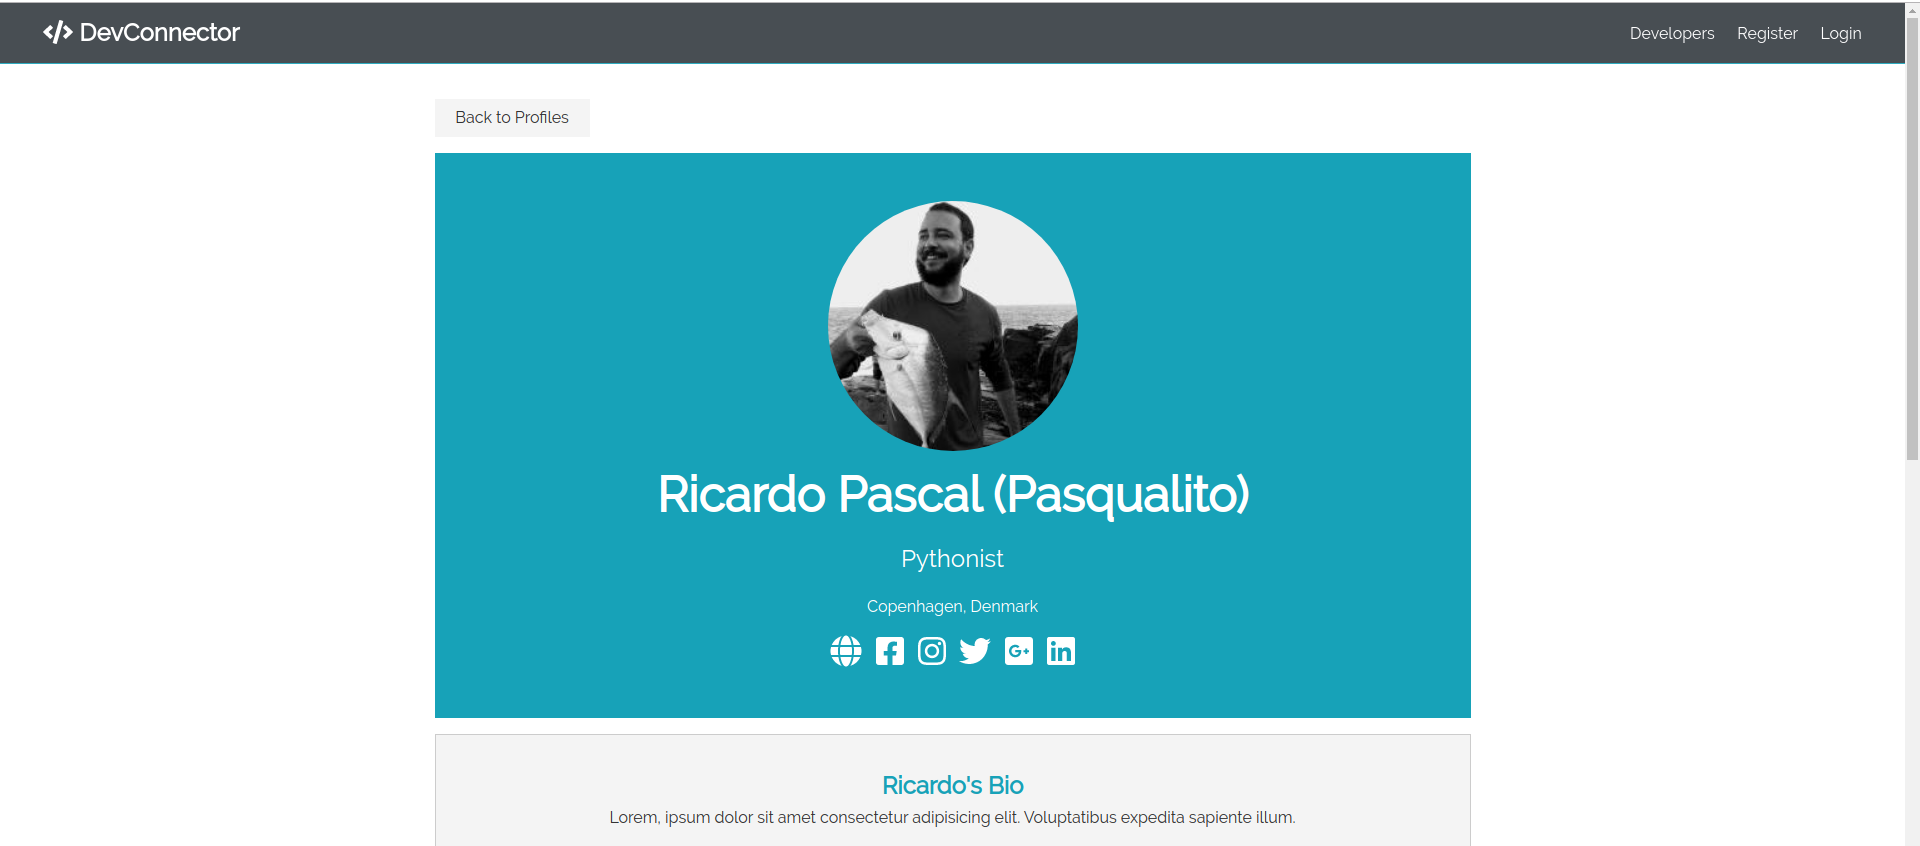 DevConnector
Developers Register Login
Back to Profiles
Ricardo Pascal (Pasqualito)
Pythonist
Copenhagen, Denmark
Ricardo's Bio
Lorem, ipsum dolor sit amet consectetur adipisicing elit. Voluptatibus expedita sapiente illum.